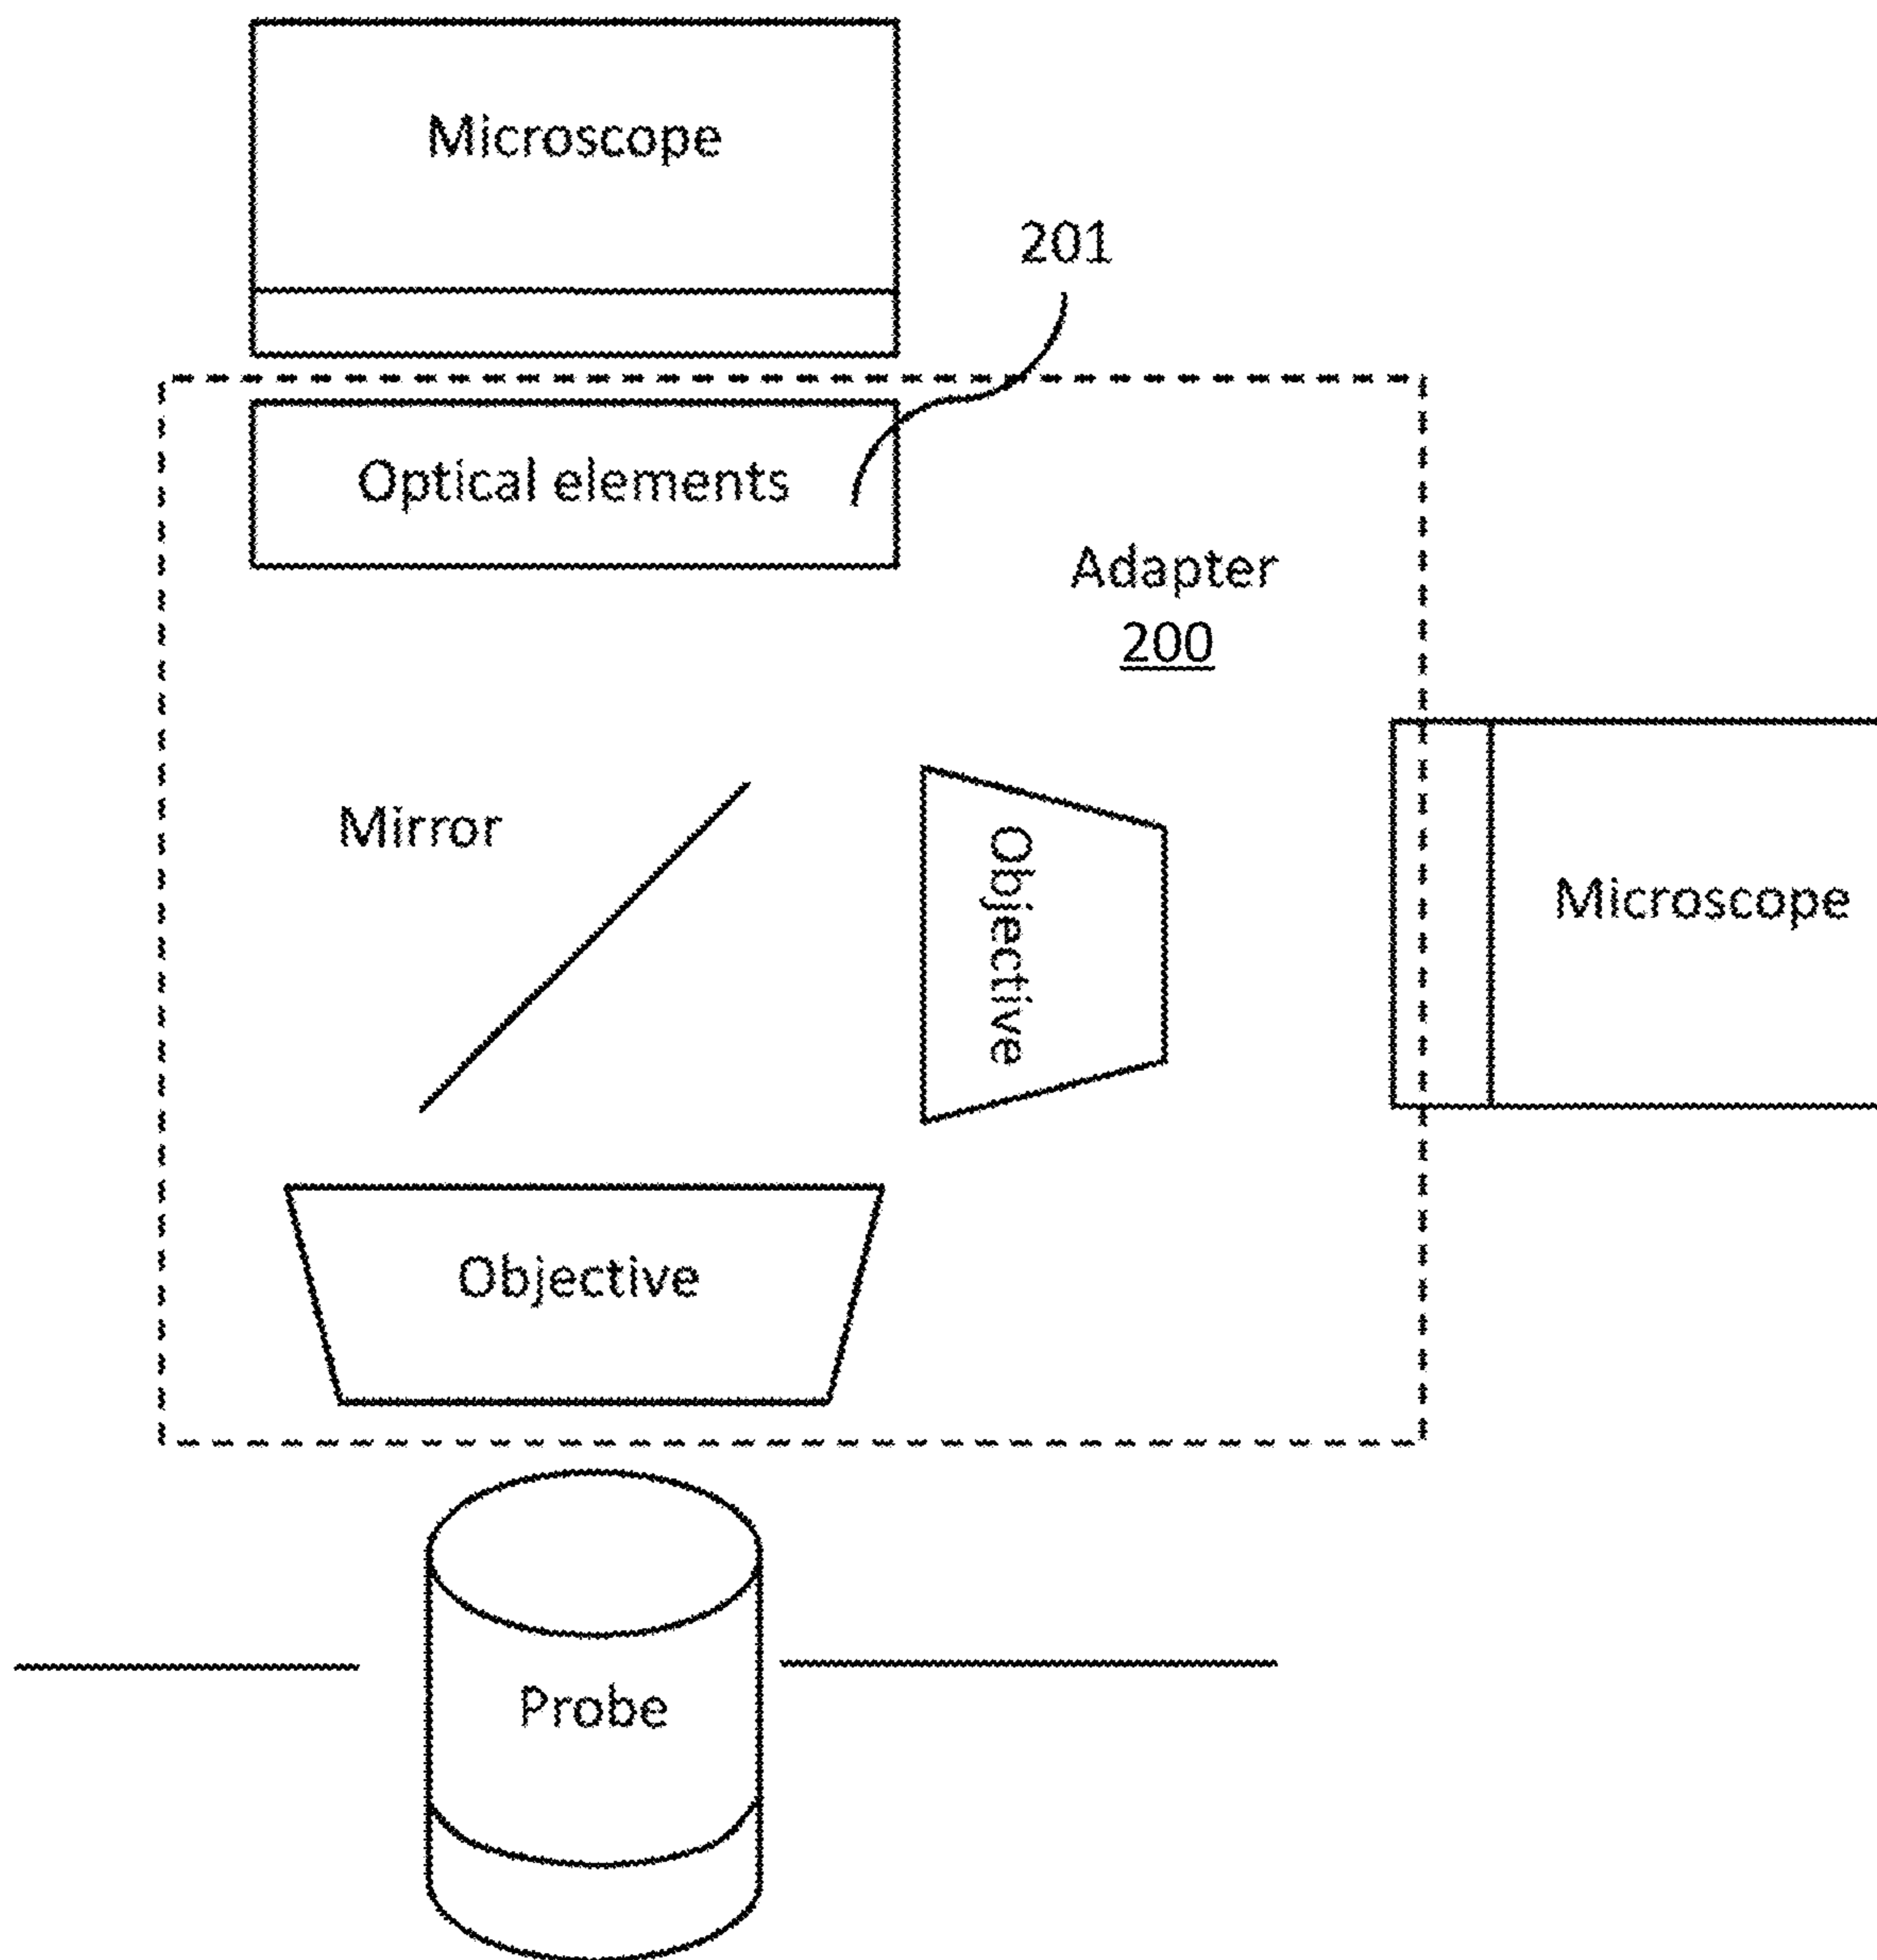 Microscope
201
Optical elements
Adapter
200
Mirror
Objective
Microscope
Objective
Probe